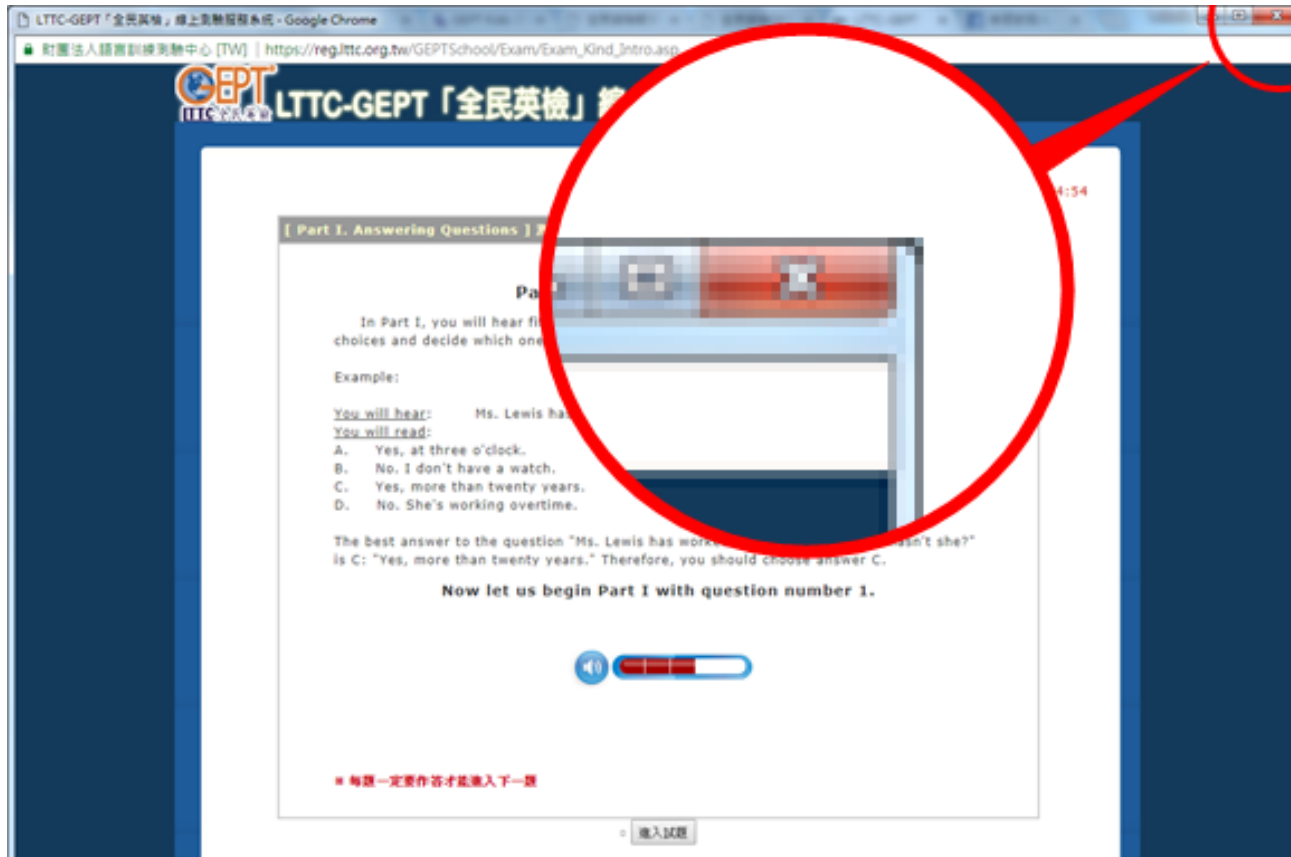 LTTC-GEPT「全民英檢」線上測驗服務系統 - Google Chrome
財團法人語言訓練測驗中心 [TW] https://reg.lttc.org.tw/GEPTSchool/Exam/Exam_Kind_Intro.asp
GEPT LTTC-GEPT「全民英檢」
4:54
[ Part I. Answering Questions ]
Pa
In Part I, you will hear
choices and decide which one
Example:
You will hear: Ms. Lewis has
You will read:
A. Yes, at three o'clock.
B. No. I don't have a watch.
C. Yes, more than twenty years.
D. No. She's working overtime.
The best answer to the question "Ms. Lewis has she?"
is C: "Yes, more than twenty years." Therefore, you should choose answer C.
Now let us begin Part I with question number 1.
※ 每題一定要作答才能進入下一題
進入試題